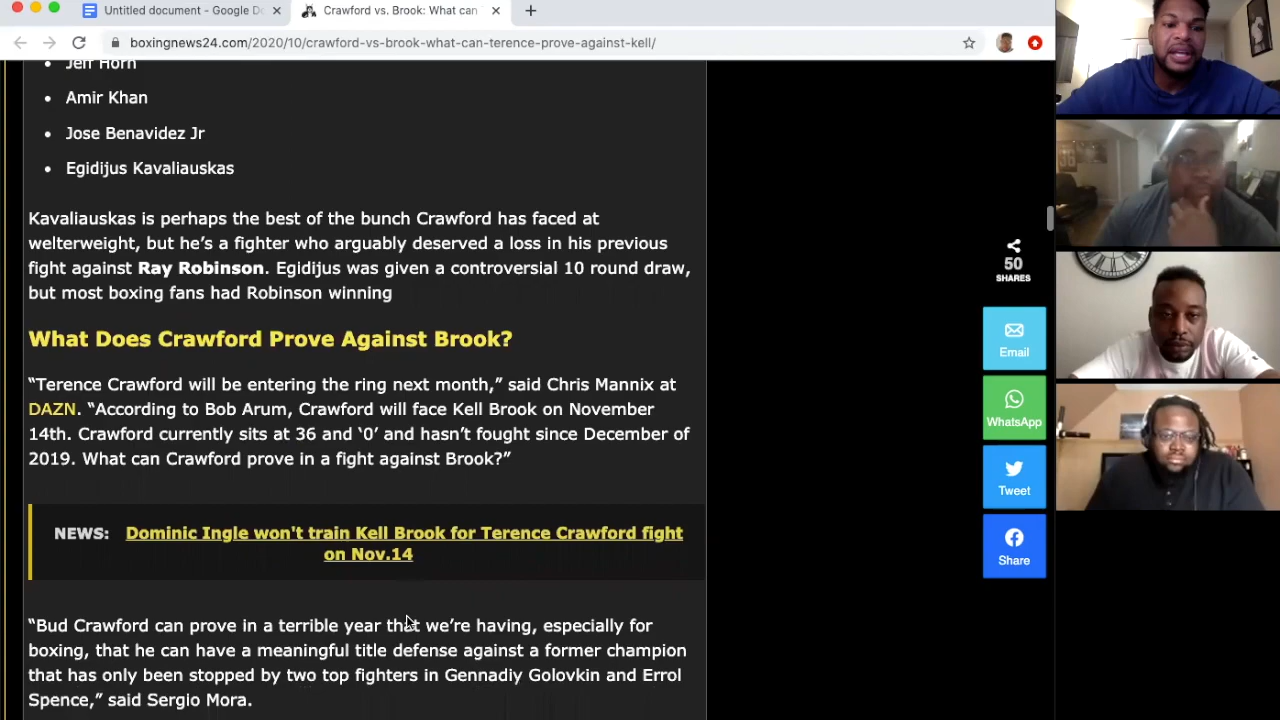 Untitled document - Google Do
Crawford vs. Brook: What can
boxingnews24.com/2020/10/crawford-vs-brook-what-can-terence-prove-against-kell/
Jeff Horn
Amir Khan
Jose Benavidez Jr
Egidijus Kavaliauskas
Kavaliauskas is perhaps the best of the bunch Crawford has faced at
welterweight, but he's a fighter who arguably deserved a loss in his previous
fight against Ray Robinson. Egidijus was given a controversial 10 round draw,
but most boxing fans had Robinson winning
What Does Crawford Prove Against Brook?
“Terence Crawford will be entering the ring next month,” said Chris Mannix at
DAZN. “According to Bob Arum, Crawford will face Kell Brook on November
14th. Crawford currently sits at 36 and ‘0’ and hasn’t fought since December of
2019. What can Crawford prove in a fight against Brook?”
NEWS: Dominic Ingle won't train Kell Brook for Terence Crawford fight
on Nov.14
“Bud Crawford can prove in a terrible year that we’re having, especially for
boxing, that he can have a meaningful title defense against a former champion
that has only been stopped by two top fighters in Gennadiy Golovkin and Errol
Spence,” said Sergio Mora.
50
SHARES
Email
WhatsApp
Tweet
Share